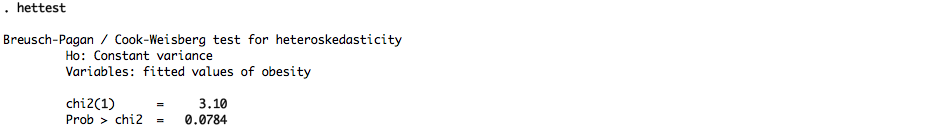 . hettest
Breusch-Pagan / Cook-Weisberg test for heteroskedasticity
Ho: Constant variance
Variables: fitted values of obesity
chi2(1) = 3.10
Prob > chi2 = 0.0784